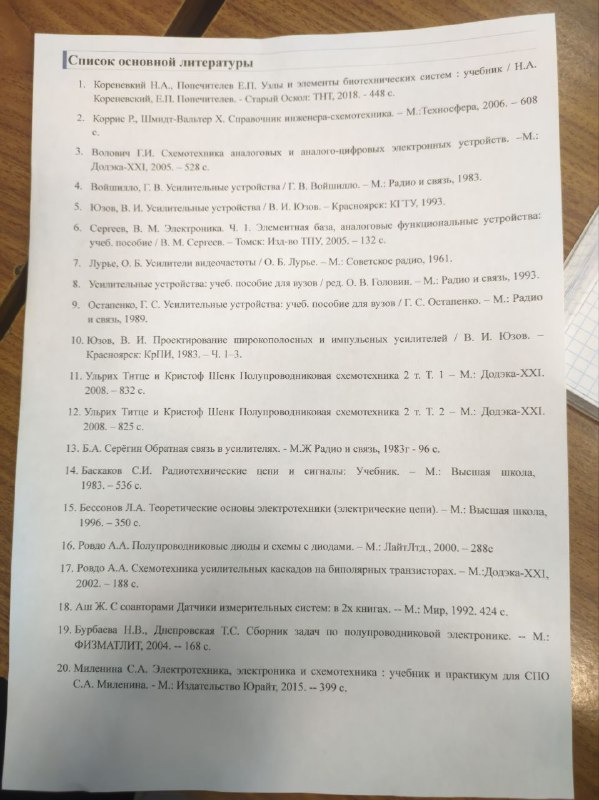 Список основной литературы
1. Кореневкий Н.А., Попечителев Е.П. Узлы и элементы биотехнических систем : учебник / Н.А.
Кореневский, Е.П. Попечителев. - Старый Оскол: ТНТ, 2018. - 448 с.
2. Коррис Р., Шмидт-Вальтер Х. Справочник инженера-схемотехника. – М.:Техносфера, 2006. – 608
с.
3. Волович Г.И. Схемотехника аналоговых и аналого-цифровых электронных устройств. –М.:
Додэка-XXI, 2005. – 528 с.
4. Войшилло, Г. В. Усилительные устройства / Г. В. Войшилло. – М.: Радио и связь, 1983.
5. Юзов, В. И. Усилительные устройства / В. И. Юзов. – Красноярск: КГТУ, 1993.
6. Сергеев, В. М. Электроника. Ч. 1. Элементная база, аналоговые функциональные устройства:
учеб. пособие / В. М. Сергеев. – Томск: Изд-во ТПУ, 2005. – 132 с.
7. Лурье, О. Б. Усилители видеочастоты / О. Б. Лурье. – М.: Советское радио, 1961.
8. Усилительные устройства: учеб. пособие для вузов / ред. О. В. Головин. – М.: Радио и связь, 1993.
9. Остапенко, Г. С. Усилительные устройства: учеб. пособие для вузов / Г. С. Остапенко. – М.: Радио
и связь, 1989.
10. Юзов, В. И. Проектирование широкополосных и импульсных усилителей / В. И. Юзов. –
Красноярск: КрПИ, 1983. – Ч. 1–3.
11. Ульрих Титце и Кристоф Шенк Полупроводниковая схемотехника 2 т. Т. 1 – М.: Додэка-XXI.
2008. – 832 с.
12. Ульрих Титце и Кристоф Шенк Полупроводниковая схемотехника 2 т. Т. 2 – М.: Додэка-XXI.
2008. – 825 с.
13. Б.А. Серёгин Обратная связь в усилителях. - М.Ж Радио и связь, 1983г - 96 с.
14. Баскаков С.И. Радиотехнические цепи и сигналы: Учебник. – М.: Высшая школа,
1983. – 536 с.
15. Бессонов Л.А. Теоретические основы электротехники (электрические цепи). – М.: Высшая школа,
1996. – 350 с.
16. Ровдо А.А. Полупроводниковые диоды и схемы с диодами. – М.: ЛайтЛтд., 2000. – 288с
17. Ровдо А.А. Схемотехника усилительных каскадов на биполярных транзисторах. – М.:Додэка-XXI,
2002. – 188 с.
18. Аш Ж. С соавторами Датчики измерительных систем: в 2х книгах. -- М.: Мир, 1992. 424 с.
19. Бурбаева Н.В., Днепровская Т.С. Сборник задач по полупроводниковой электронике. -- М.:
ФИЗМАТЛИТ, 2004. -- 168 с.
20. Миленина С.А. Электротехника, электроника и схемотехника : учебник и практикум для СПО
С.А. Миленина. - М.: Издательство Юрайт, 2015. -- 399 с.